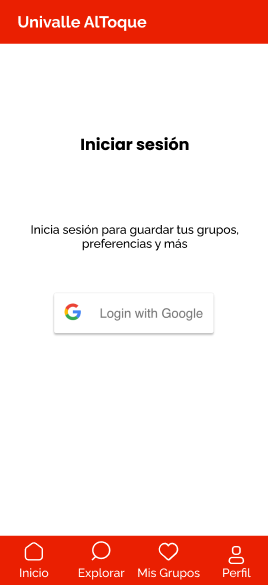 Univalle AlToque
Iniciar sesión
Inicia sesión para guardar tus grupos,
preferencias y más
Login with Google
Inicio Explorar Mis Grupos Perfil